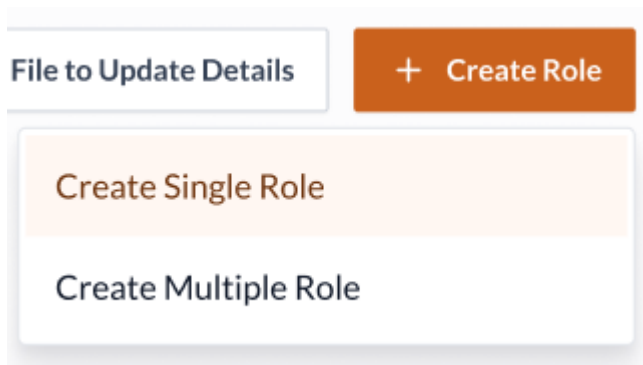 File to Update Details
+ Create Role
Create Single Role
Create Multiple Role